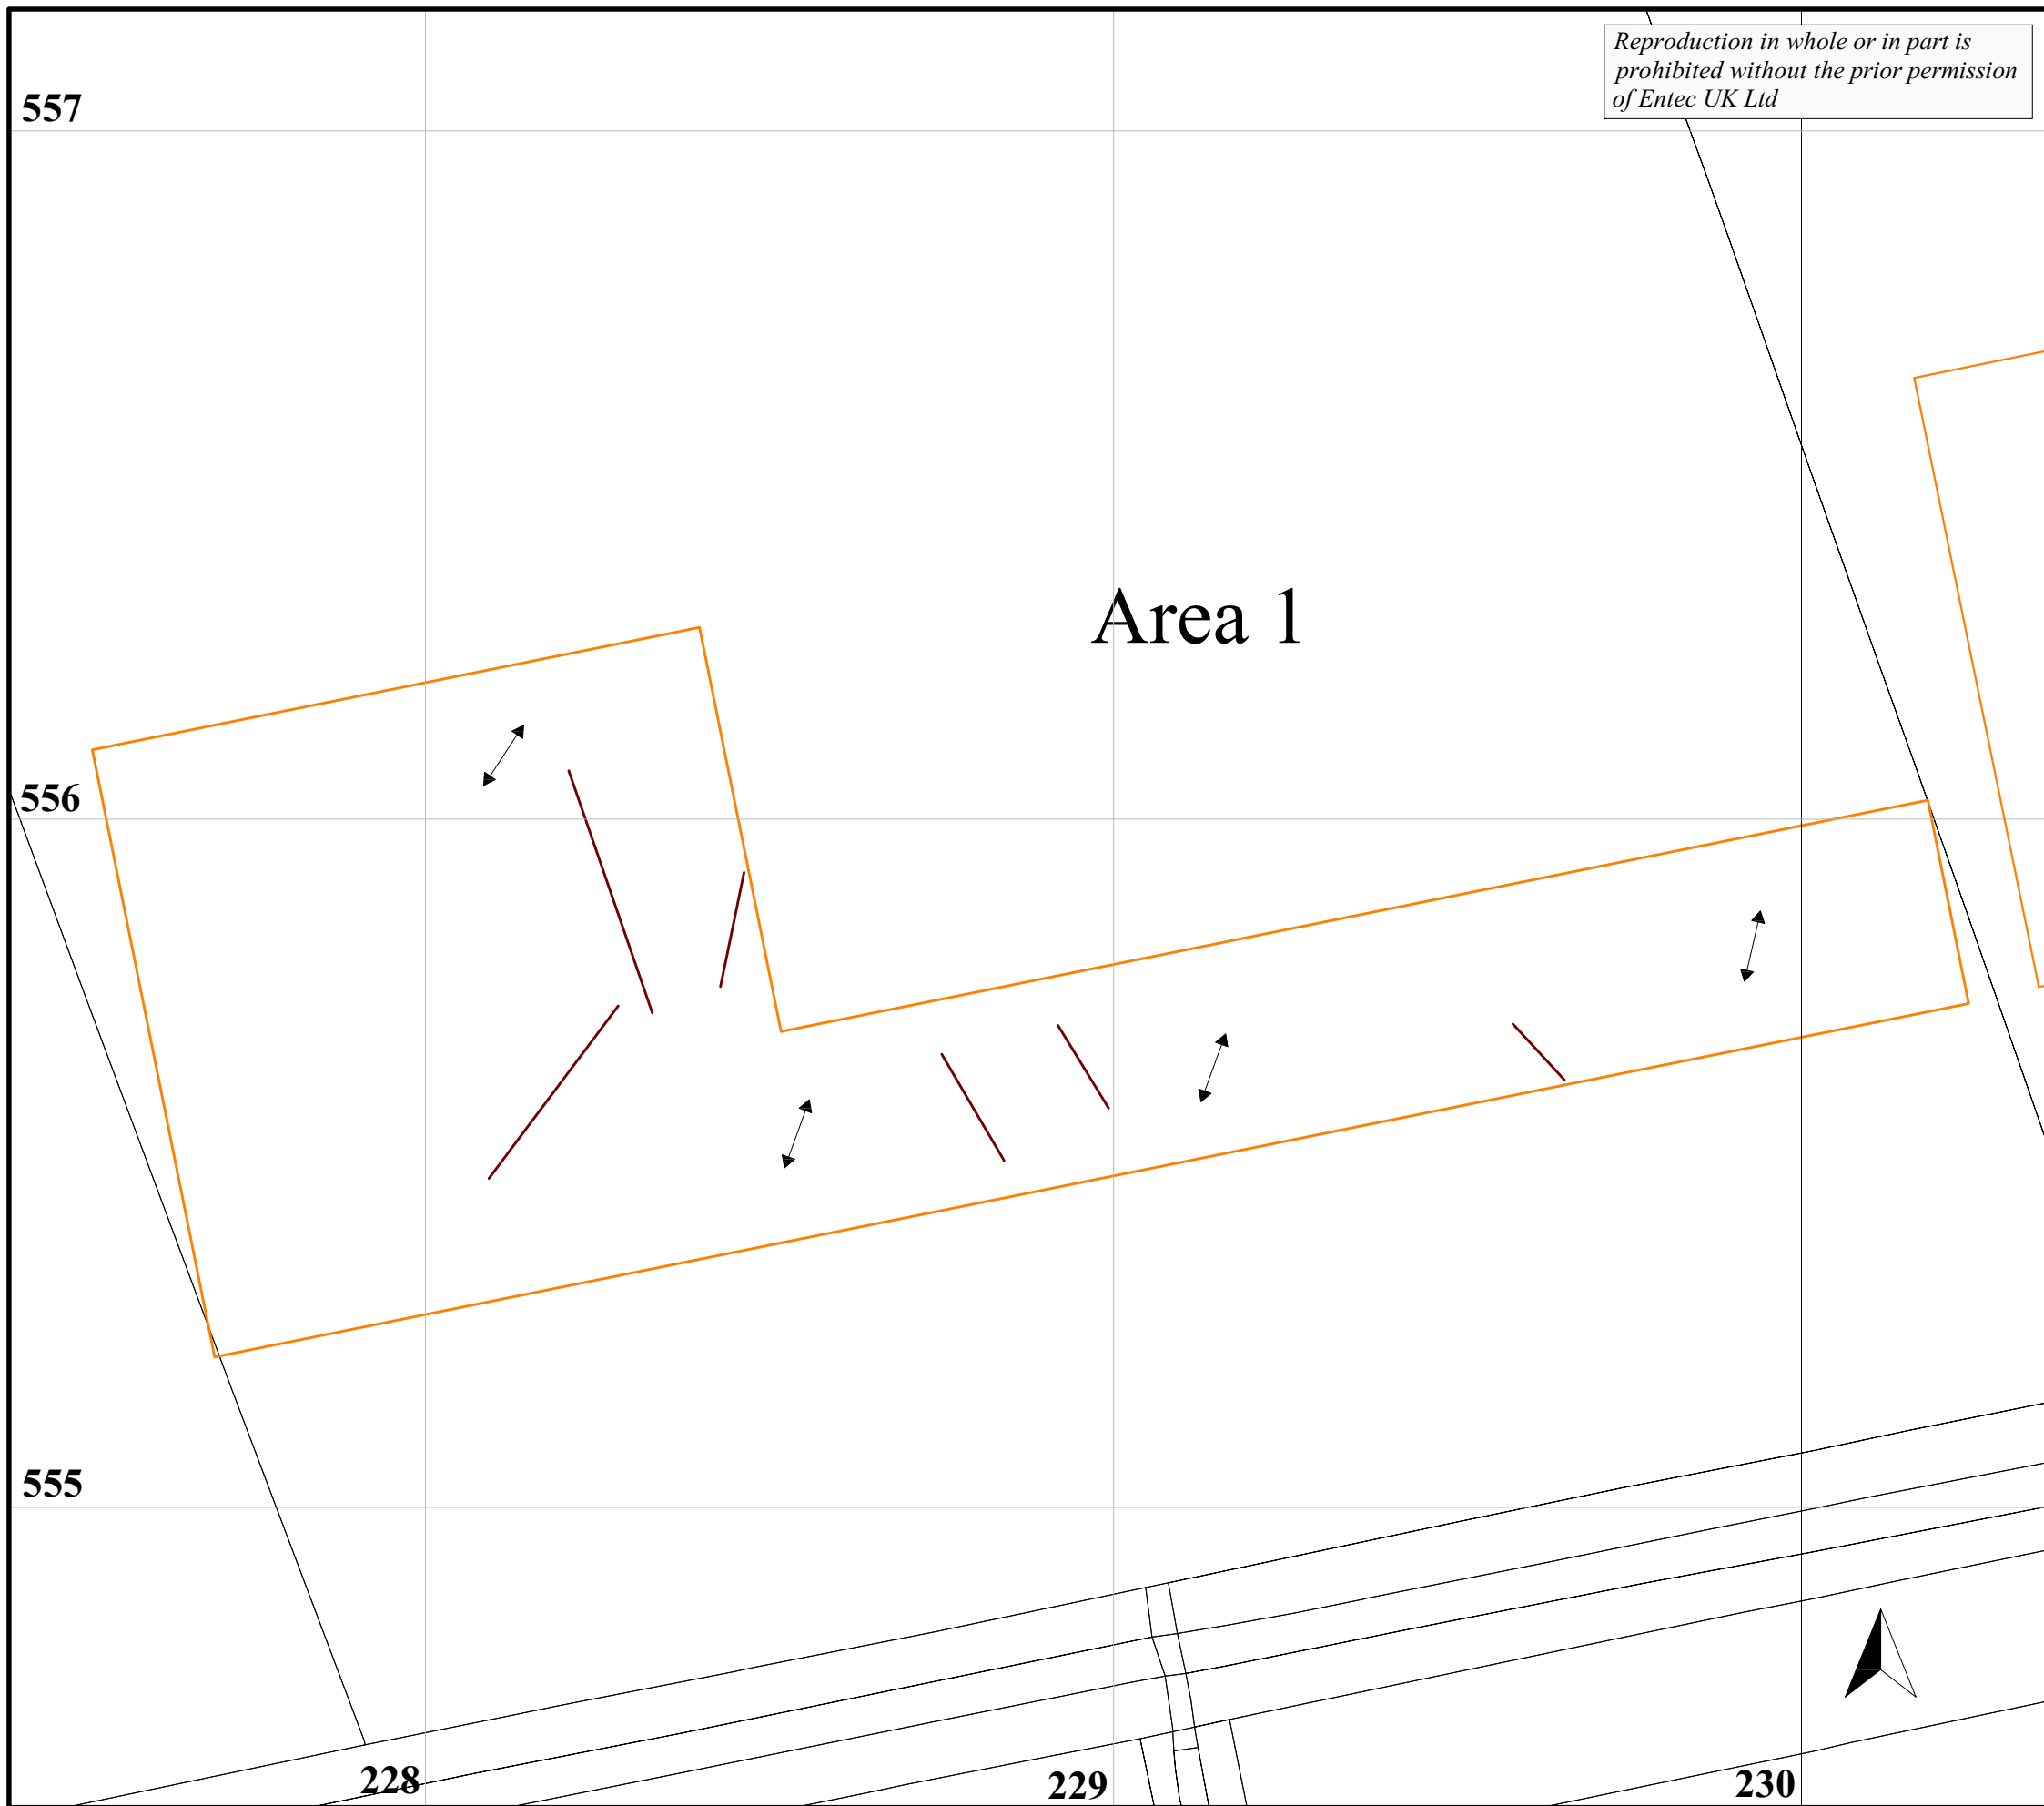 Reproduction in whole or in part is
prohibited without the prior permission
of Entec UK Ltd
557
Area 1
556
555
228
229
230